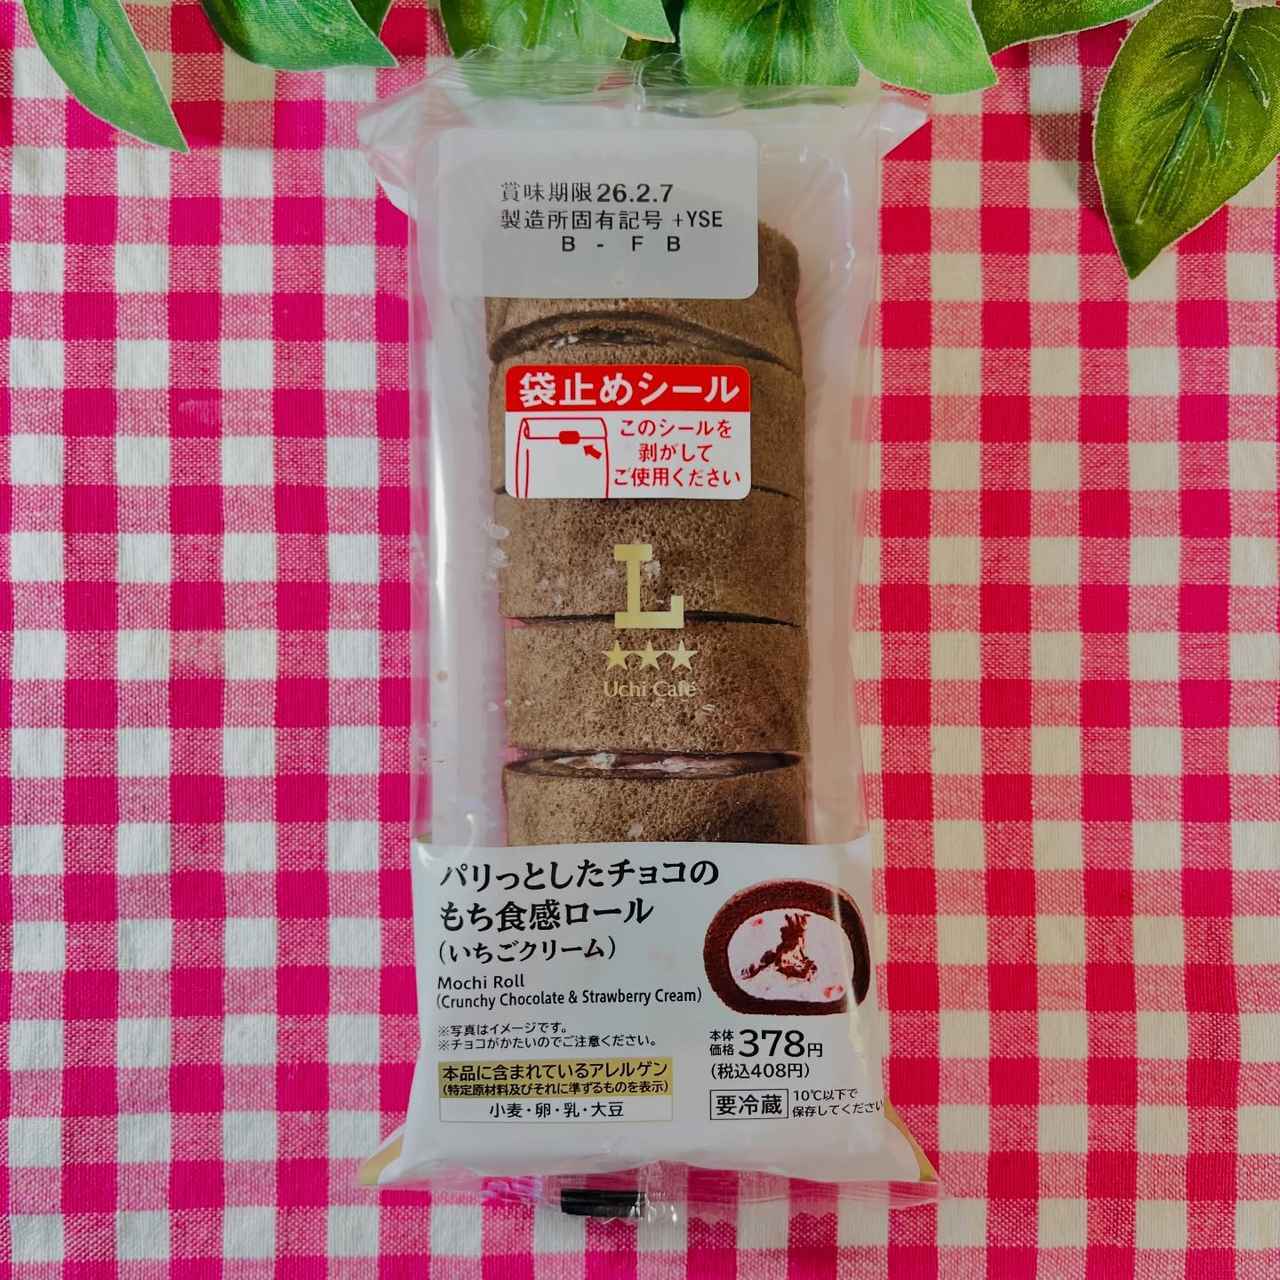 賞味期限26.2.7
製造所固有記号 +YSE
B - F B
袋止めシール
このシールを
剥がして
ご使用ください
L
Uchi Café
パリっとしたチョコの
もち食感ロール
(いちごクリーム)
Mochi Roll
(Crunchy Chocolate & Strawberry Cream)
※写真はイメージです。
※チョコがかたいのでご注意ください。
本体価格378円
(税込408円)
本品に含まれているアレルゲン
(特定原材料及びそれに準ずるものを表示)
小麦・卵・乳・大豆
要冷蔵
10℃以下で
保存してください